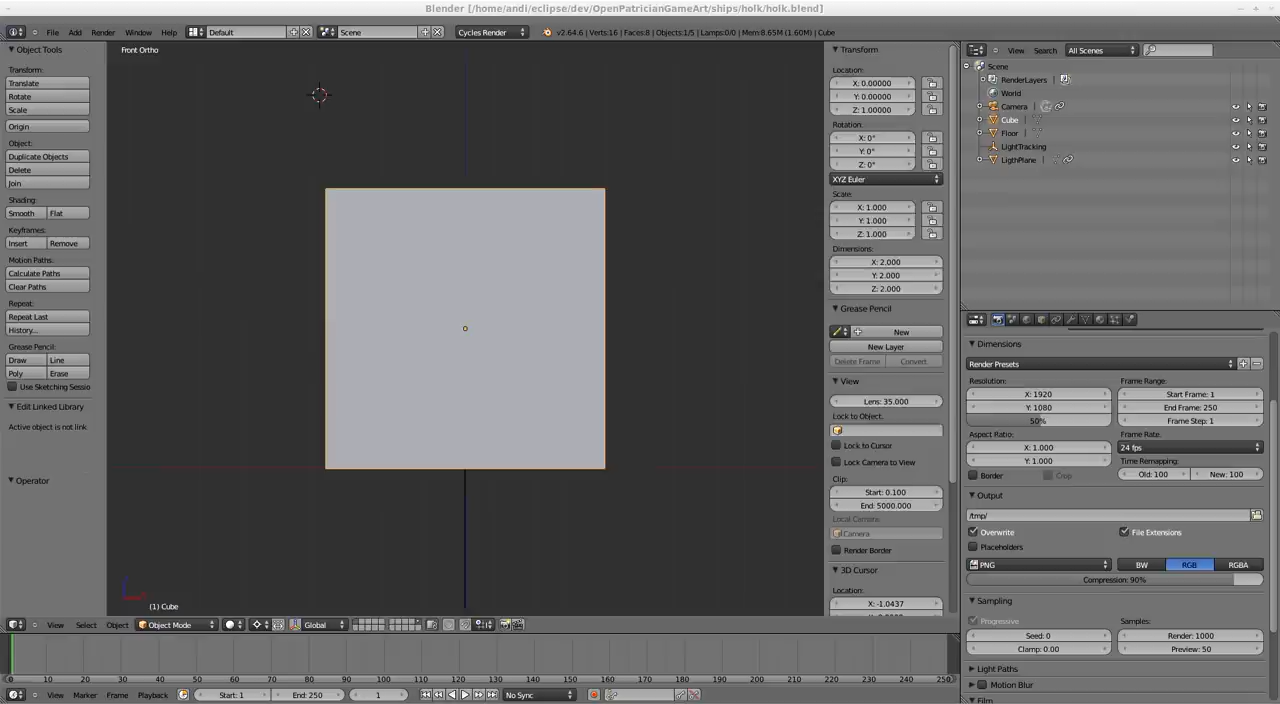 Blender [/home/andi/eclipse/dev/OpenPatricianGameArt/ships/holk/holk.blend]
File Add Render Window Help Default Scene Cycles Render v2.64.6 | Verts:16 | Faces:8 | Objects:1/5 | Lamps:0/0 | Mem:8.65M (1.60M) | Cube
Object Tools
Transform:
Translate
Rotate
Scale
Origin
Object:
Duplicate Objects
Delete
Join
Shading:
Smooth Flat
Keyframes:
Insert Remove
Motion Paths:
Calculate Paths
Clear Paths
Repeat:
Repeat Last
History...
Grease Pencil:
Draw Line
Poly Erase
Use Sketching Sessio
Edit Linked Library
Active object is not link
Operator
Front Ortho
(1) Cube
Transform
Location:
X: 0.00000
Y: 0.00000
Z: 1.00000
Rotation:
X: 0°
Y: 0°
Z: 0°
XYZ Euler
Scale:
X: 1.000
Y: 1.000
Z: 1.000
Dimensions:
X: 2.000
Y: 2.000
Z: 2.000
Grease Pencil
New
New Layer
Delete Frame Convert
View
Lens: 35.000
Lock to Object:
Lock to Cursor
Lock Camera to View
Clip:
Start: 0.100
End: 5000.000
Local Camera:
Camera
Render Border
3D Cursor
Location:
X: -1.0437
View Search All Scenes
Scene
RenderLayers
World
Camera
Cube
Floor
LightTracking
LigthPlane
Dimensions
Render Presets
Resolution: Frame Range:
X: 1920 Start Frame: 1
Y: 1080 End Frame: 250
50% Frame Step: 1
Aspect Ratio: Frame Rate:
X: 1.000 24 fps
Y: 1.000 Time Remapping:
Border Crop Old: 100 New: 100
Output
/tmp/
Overwrite File Extensions
Placeholders
PNG BW RGB RGBA
Compression: 90%
Sampling
Progressive Samples:
Seed: 0 Render: 1000
Clamp: 0.00 Preview: 50
Light Paths
Motion Blur
Film
View Select Object Object Mode Global
0 10 20 30 40 50 60 70 80 90 100 110 120 130 140 150 160 170 180 190 200 210 220 230 240 250
View Marker Frame Playback Start: 1 End: 250 1 No Sync